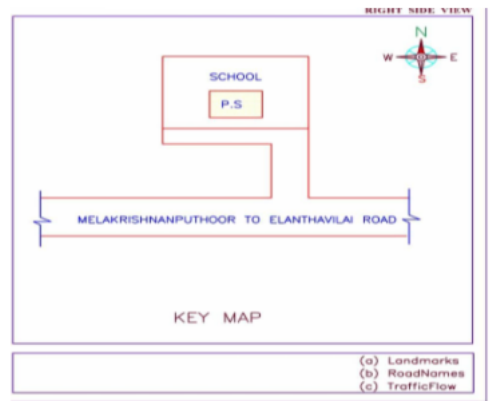 RIGHT SIDE VIEW
N
W E
S
SCHOOL
P.S
MELAKRISHNANPUTHOOR TO ELANTHAVILAI ROAD
KEY MAP
(a) Landmarks
(b) RoadNames
(c) TrafficFlow